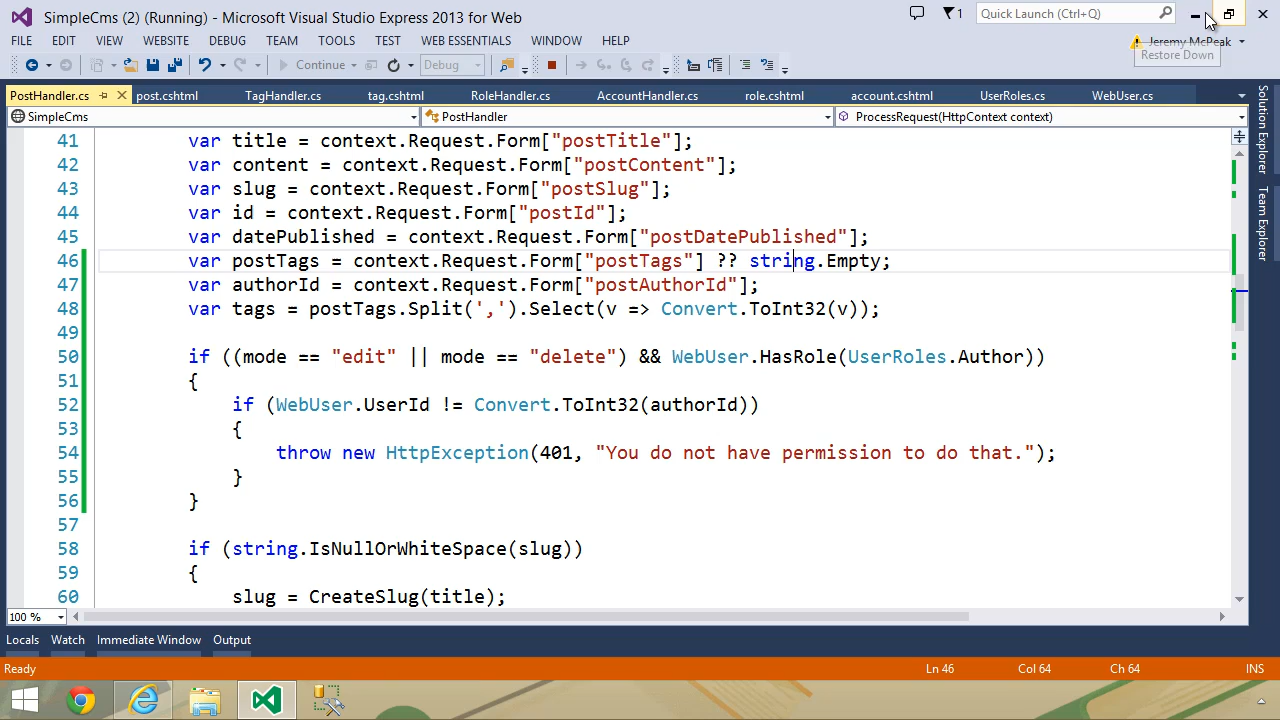 SimpleCms (2) (Running) - Microsoft Visual Studio Express 2013 for Web
1
Quick Launch (Ctrl+Q)
FILE EDIT VIEW WEBSITE BUILD DEBUG TEAM TOOLS TEST WEB ESSENTIALS WINDOW HELP
Jeremy McPeak
Restore Down
Continue
Debug
PostHandler.cs post.cshtml TagHandler.cs tag.cshtml RoleHandler.cs AccountHandler.cs role.cshtml account.cshtml UserRoles.cs WebUser.cs
SimpleCms PostHandler ProcessRequest(HttpContext context)
41 var title = context.Request.Form["postTitle"];
42 var content = context.Request.Form["postContent"];
43 var slug = context.Request.Form["postSlug"];
44 var id = context.Request.Form["postId"];
45 var datePublished = context.Request.Form["postDatePublished"];
46 var postTags = context.Request.Form["postTags"] ?? string.Empty;
47 var authorId = context.Request.Form["postAuthorId"];
48 var tags = postTags.Split(',').Select(v => Convert.ToInt32(v));
49
50 if ((mode == "edit" || mode == "delete") && WebUser.HasRole(UserRoles.Author))
51 {
52 if (WebUser.UserId != Convert.ToInt32(authorId))
53 {
54 throw new HttpException(401, "You do not have permission to do that.");
55 }
56 }
57
58 if (string.IsNullOrWhiteSpace(slug))
59 {
60 slug = CreateSlug(title);
100 %
Solution Explorer
Team Explorer
Locals Watch Immediate Window Output
Ready Ln 46 Col 64 Ch 64 INS